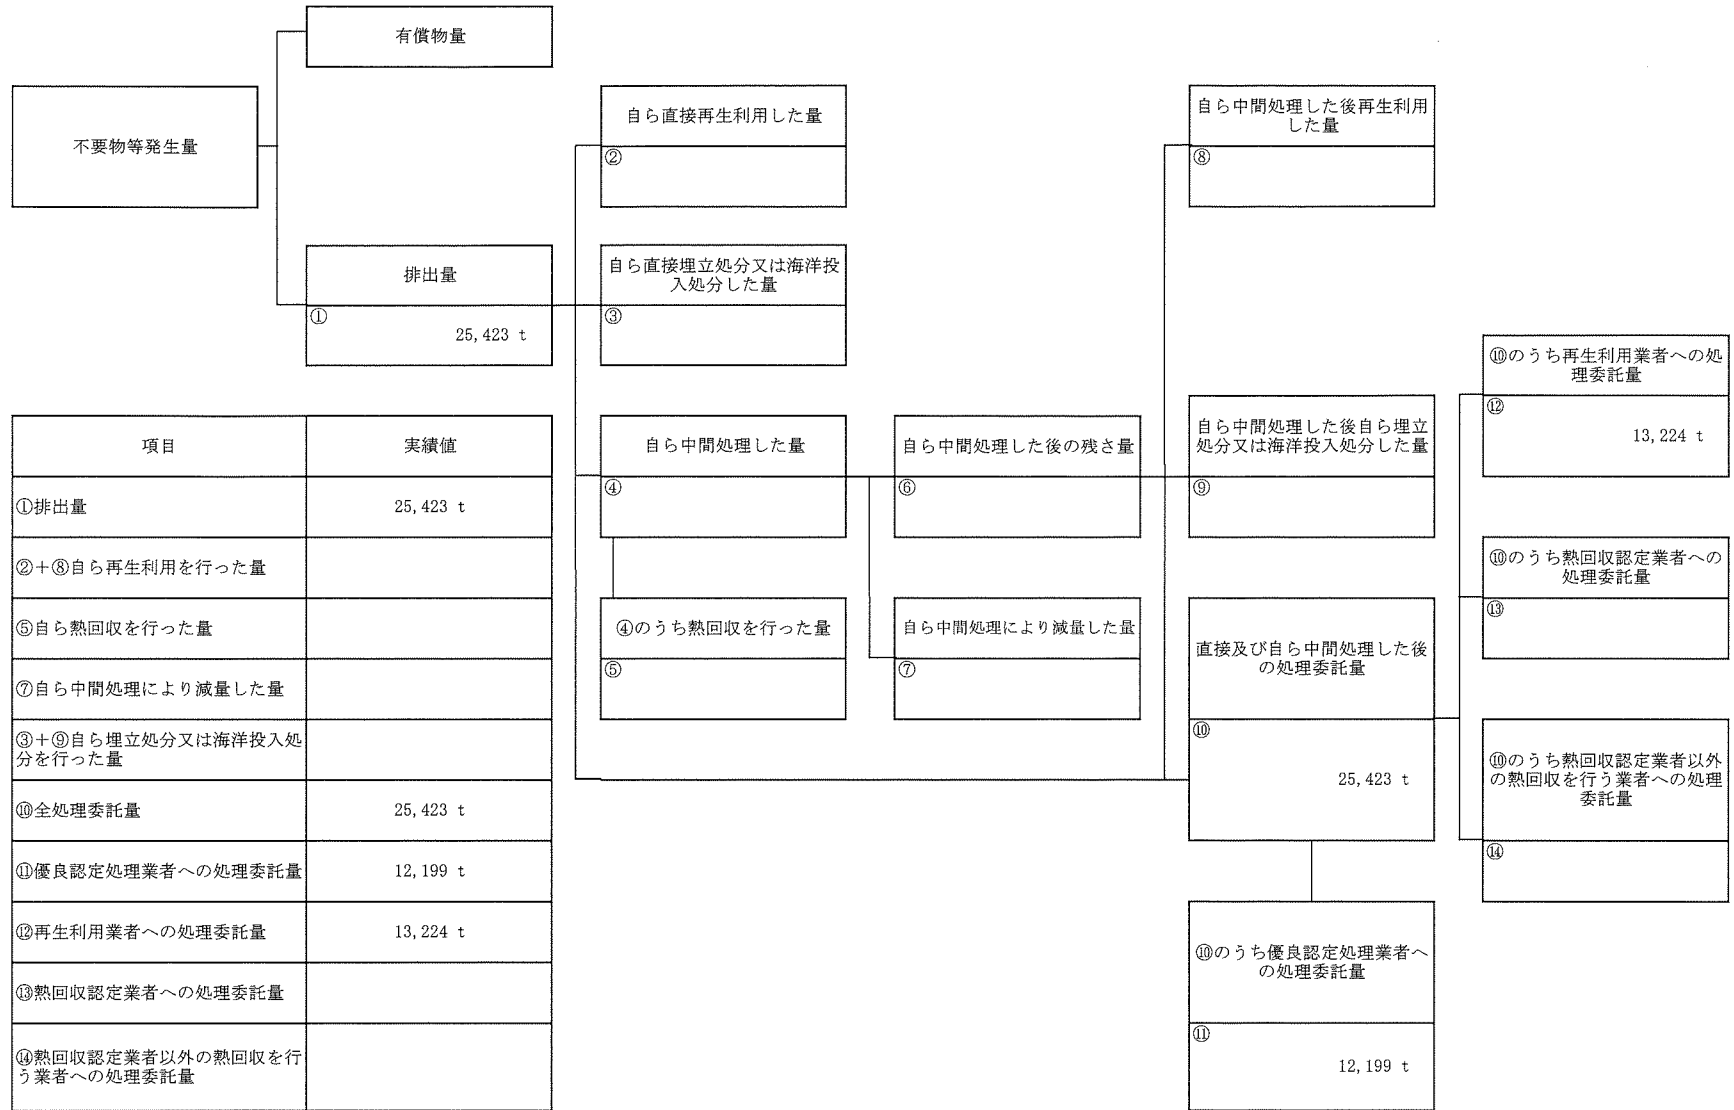 有償物量
不要物等発生量
排出量
①
25,423 t
自ら直接再生利用した量
②
自ら直接埋立処分又は海洋投
入処分した量
③
自ら中間処理した量
④
④のうち熱回収を行った量
⑤
自ら中間処理した後の残さ量
⑥
自ら中間処理により減量した量
⑦
自ら中間処理した後再生利用
した量
⑧
自ら中間処理した後自ら埋立
処分又は海洋投入処分した量
⑨
直接及び自ら中間処理した後
の処理委託量
⑩
25,423 t
⑩のうち優良認定処理業者へ
の処理委託量
⑪
12,199 t
⑩のうち再生利用業者への処
理委託量
⑫
13,224 t
⑩のうち熱回収認定業者への
処理委託量
⑬
⑩のうち熱回収認定業者以外
の熱回収を行う業者への処理
委託量
⑭
項目 実績値
①排出量 25,423 t
②+⑧自ら再生利用を行った量
⑤自ら熱回収を行った量
⑦自ら中間処理により減量した量
③+⑨自ら埋立処分又は海洋投入処
分を行った量
⑩全処理委託量 25,423 t
⑪優良認定処理業者への処理委託量 12,199 t
⑫再生利用業者への処理委託量 13,224 t
⑬熱回収認定業者への処理委託量
⑭熱回収認定業者以外の熱回収を行
う業者への処理委託量